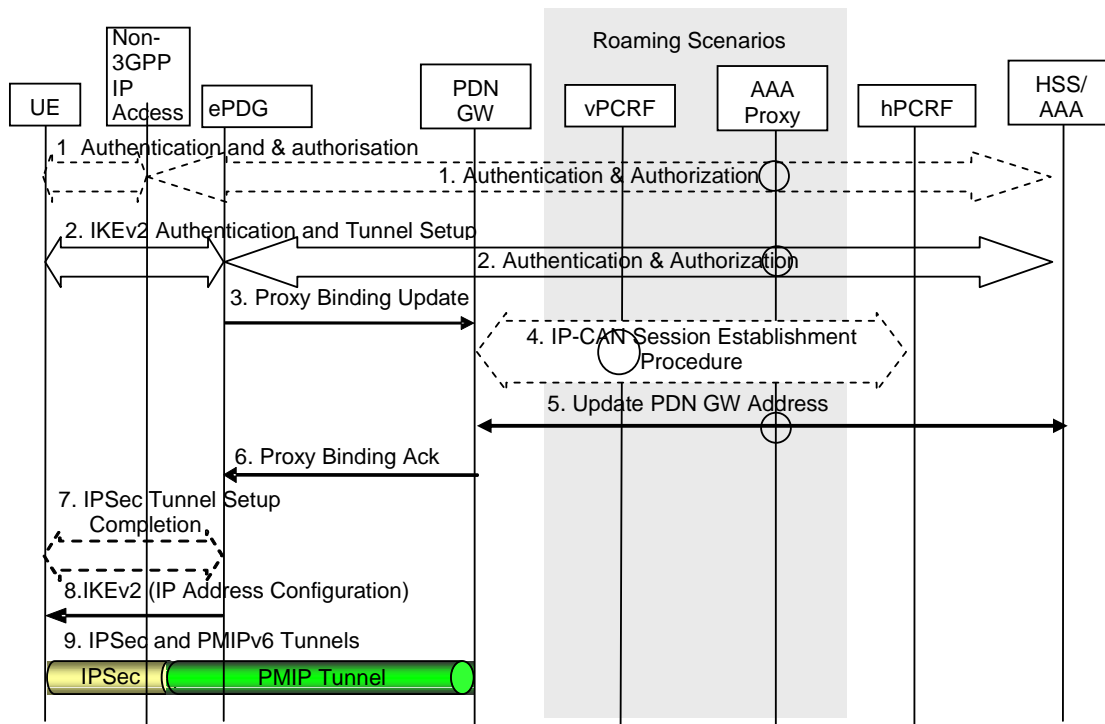 Roaming Scenarios
UE
Non-
3GPP
IP
Access
ePDG
PDN
GW
vPCRF
AAA
Proxy
hPCRF
HSS/
AAA
1 Authentication and & authorisation
1. Authentication & Authorization
2. IKEv2 Authentication and Tunnel Setup
2. Authentication & Authorization
3. Proxy Binding Update
4. IP-CAN Session Establishment
Procedure
5. Update PDN GW Address
6. Proxy Binding Ack
7. IPSec Tunnel Setup
Completion
8.IKEv2 (IP Address Configuration)
9. IPSec and PMIPv6 Tunnels
IPSec
PMIP Tunnel